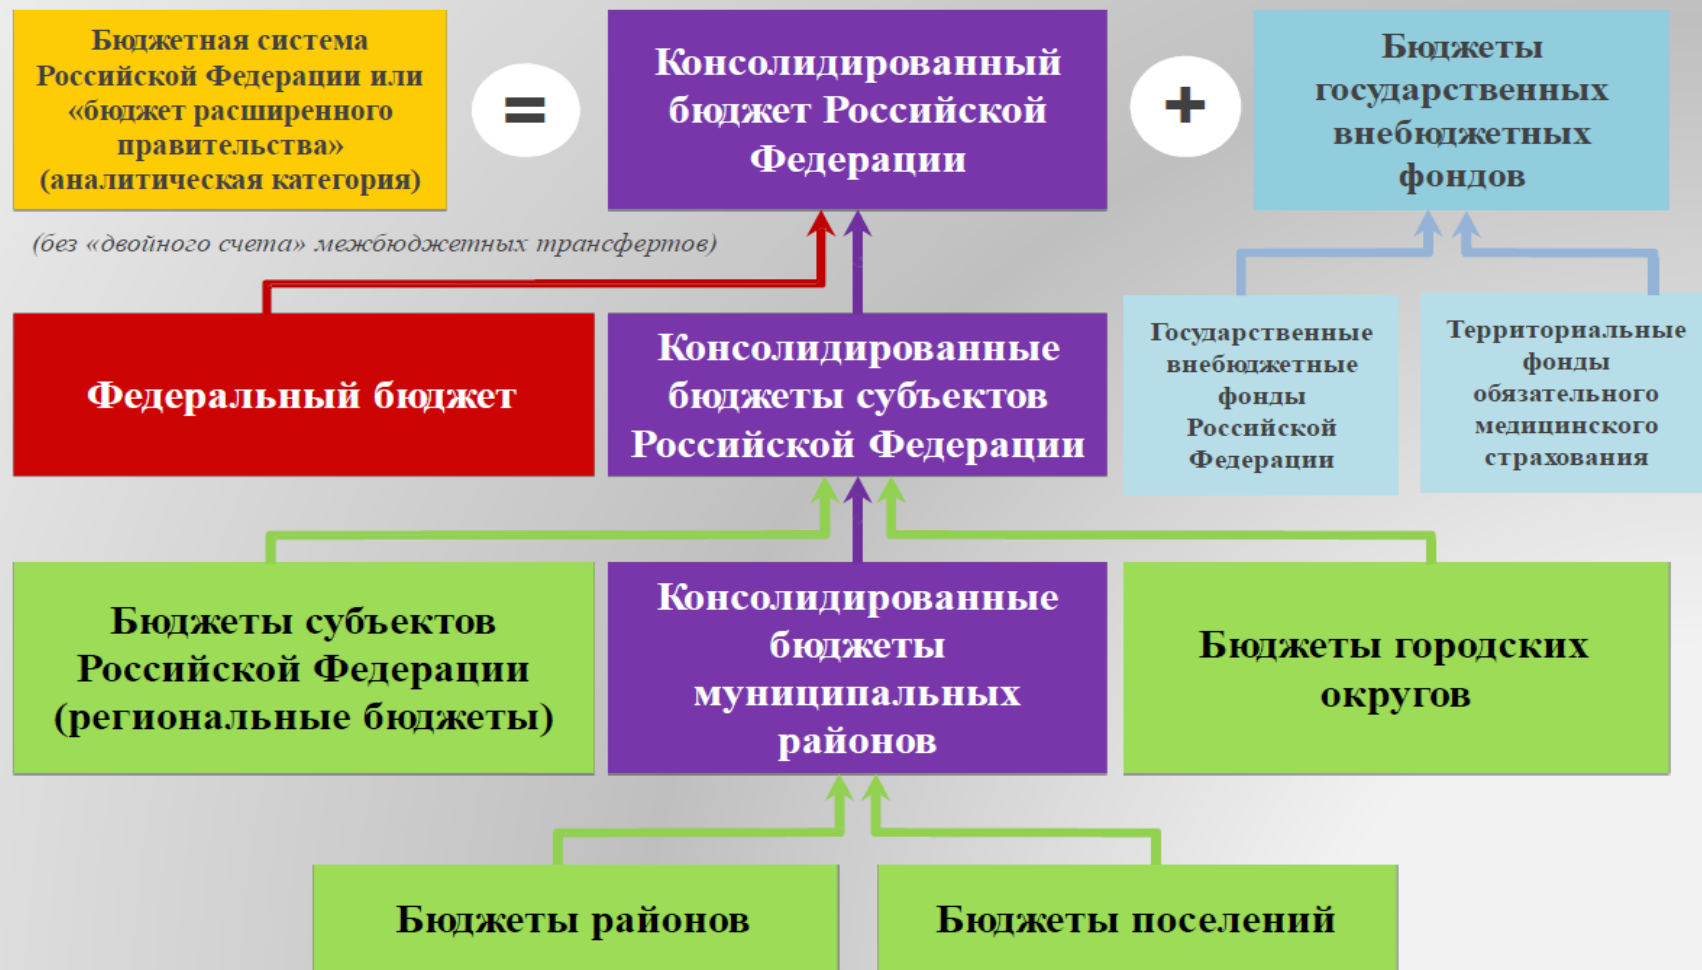 Бюджетная система
Российской Федерации или
«бюджет расширенного
правительства»
(аналитическая категория)
=
Консолидированный
бюджет Российской
Федерации
+
Бюджеты
государственных
внебюджетных
фондов
(без «двойного счета» межбюджетных трансфертов)
Федеральный бюджет
Консолидированные
бюджеты субъектов
Российской Федерации
Государственные
внебюджетные
фонды
Российской
Федерации
Территориальные
фонды
обязательного
медицинского
страхования
Бюджеты субъектов
Российской Федерации
(региональные бюджеты)
Консолидированные
бюджеты
муниципальных
районов
Бюджеты городских
округов
Бюджеты районов
Бюджеты поселений